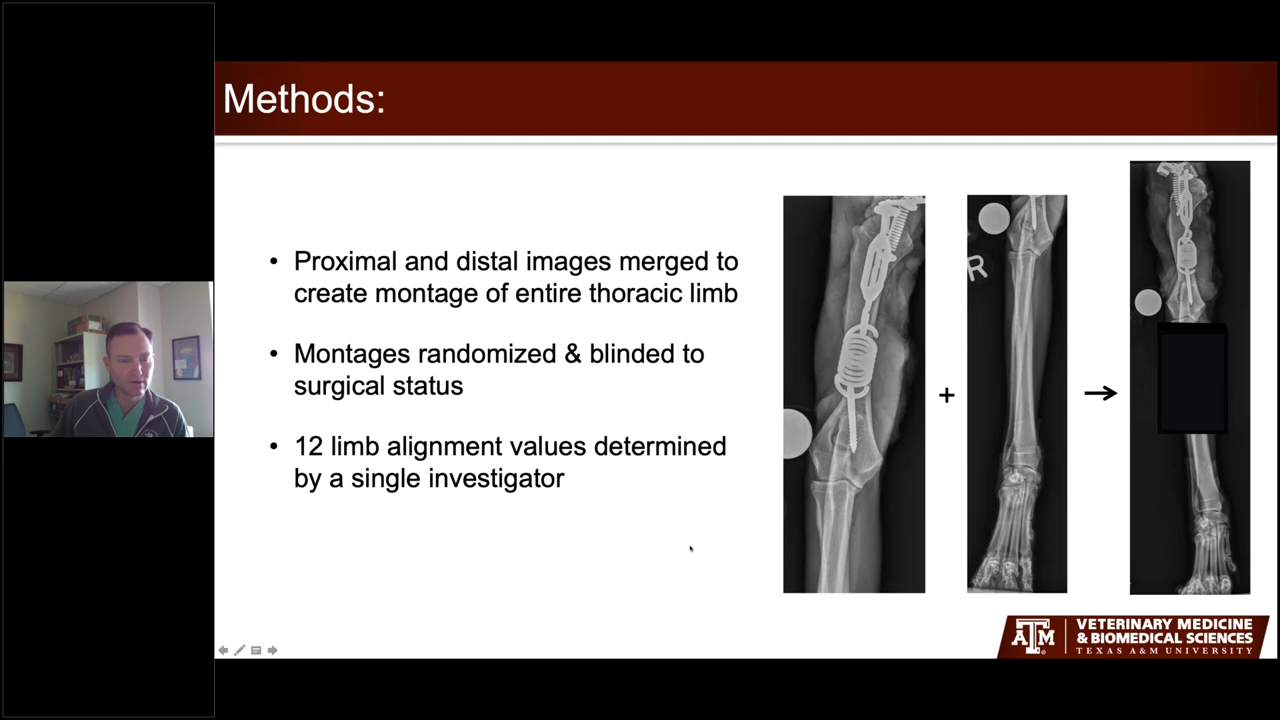 Methods:
• Proximal and distal images merged to
create montage of entire thoracic limb
• Montages randomized & blinded to
surgical status
• 12 limb alignment values determined
by a single investigator
R
+
→
ATM
VETERINARY MEDICINE
& BIOMEDICAL SCIENCES
TEXAS A&M UNIVERSITY